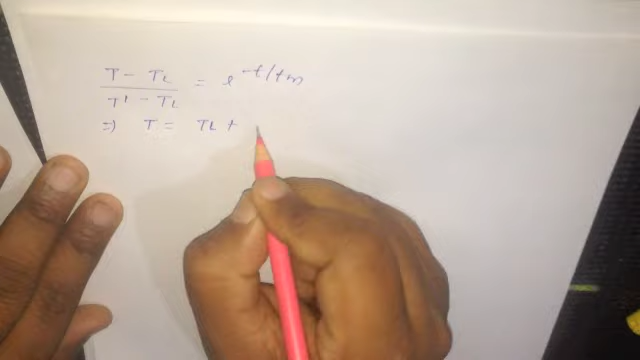 T - TL / T' - TL = e^-t/tm
=> T = TL +